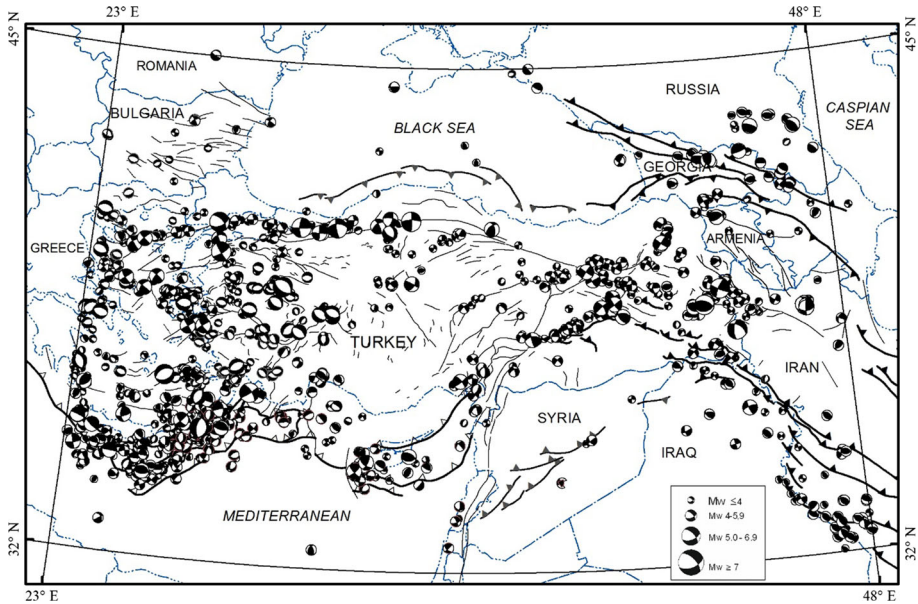 23° E
48° E
45° N
45° N
ROMANIA
RUSSIA
BULGARIA
CASPIAN
SEA
BLACK SEA
GEORGIA
GREECE
ARMENIA
TURKEY
IRAN
SYRIA
IRAQ
MEDITERRANEAN
Mw ≤4
Mw 4-5,9
Mw 5.0 - 6.9
Mw ≥ 7
32° N
32° N
23° E
48° E